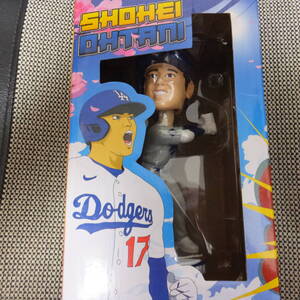 SHOHEI
OHTANI
LA
Dodgers
17